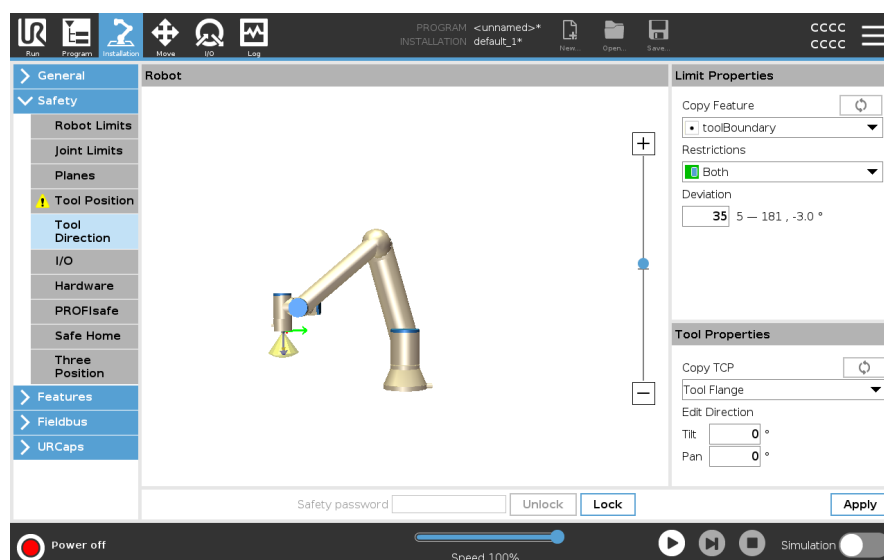 PROGRAM <unnamed>*
INSTALLATION default_1*
New...
Open...
Save...
CCCC
CCCC
Run
Program
Installation
Move
I/O
Log
General
Safety
Robot Limits
Joint Limits
Planes
Tool Position
Tool
Direction
I/O
Hardware
PROFIsafe
Safe Home
Three
Position
Features
Fieldbus
URCaps
Robot
Safety password
Unlock
Lock
Limit Properties
Copy Feature
toolBoundary
Restrictions
Both
Deviation
35 5 — 181 , -3.0 °
Tool Properties
Copy TCP
Tool Flange
Edit Direction
Tilt 0 °
Pan 0 °
Apply
Power off
Speed 100%
Simulation